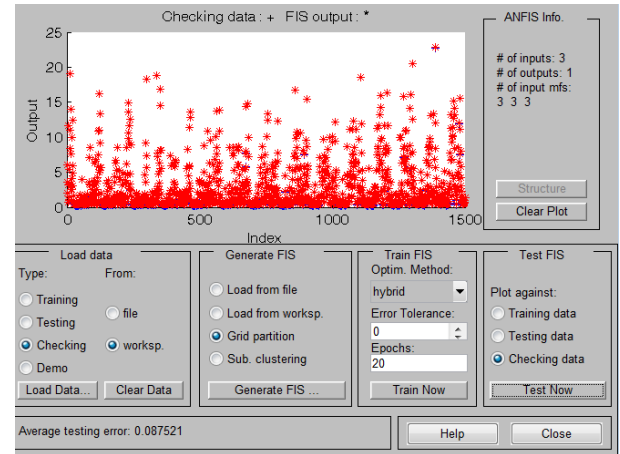 Checking data : +   FIS output : *
25
20
15
10
5
0
Output
0
500
1000
1500
Index
ANFIS Info.
# of inputs: 3
# of outputs: 1
# of input mfs:
3 3 3
Structure
Clear Plot
Load data
Type:
From:
Training
Testing
Checking
Demo
file
worksp.
Load Data...
Clear Data
Generate FIS
Load from file
Load from worksp.
Grid partition
Sub. clustering
Generate FIS ...
Train FIS
Optim. Method:
hybrid
Error Tolerance:
0
Epochs:
20
Train Now
Test FIS
Plot against:
Training data
Testing data
Checking data
Test Now
Average testing error: 0.087521
Help
Close